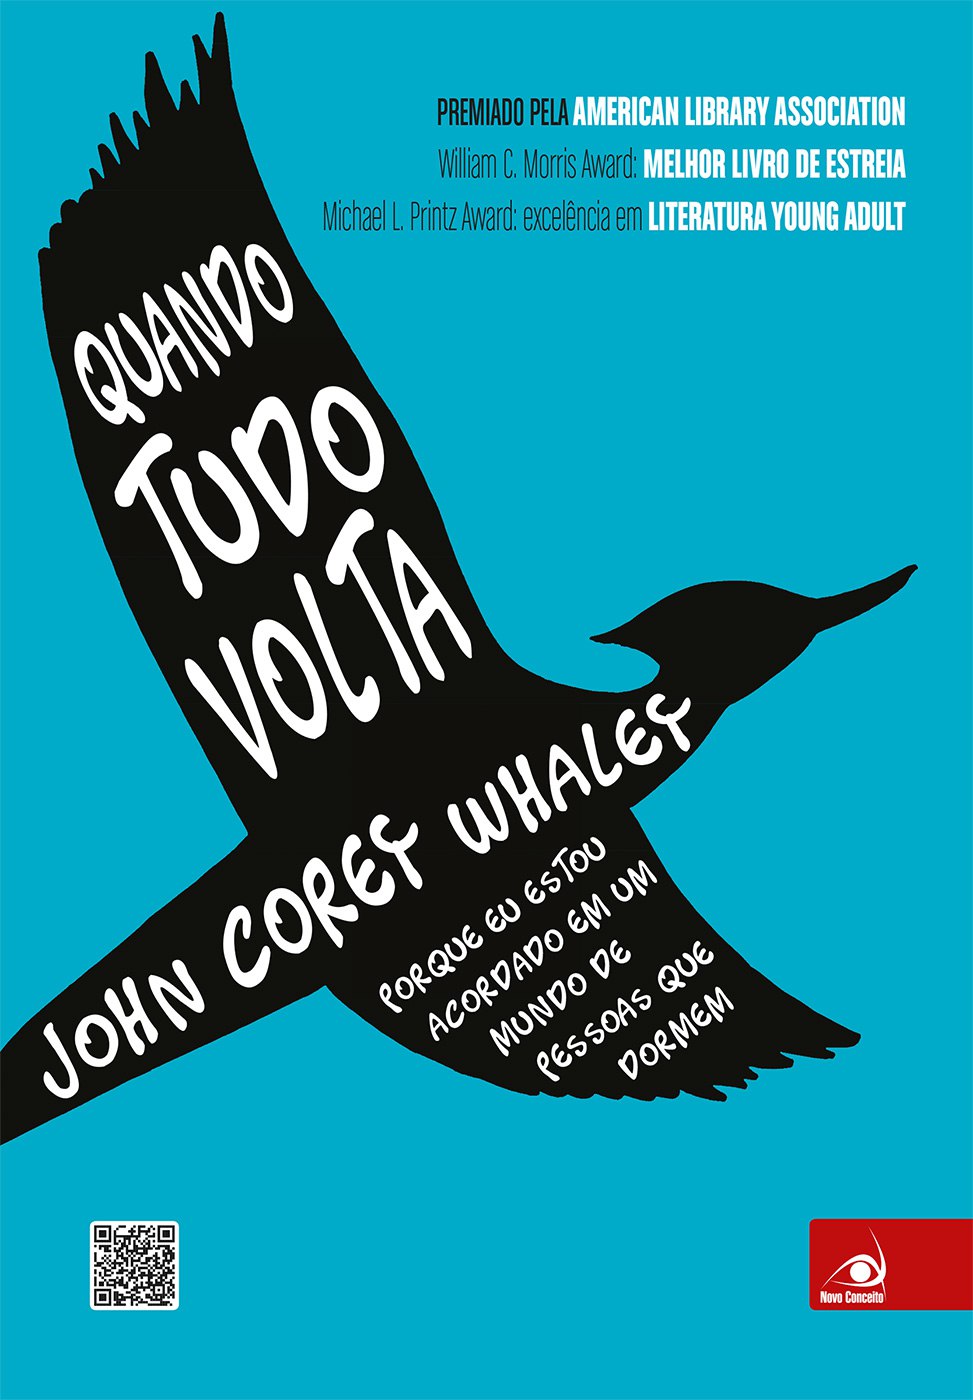 PREMIADO PELA AMERICAN LIBRARY ASSOCIATION
William C. Morris Award: MELHOR LIVRO DE ESTREIA
Michael L. Printz Award: excelência em LITERATURA YOUNG ADULT
QUANDO
TUDO
VOLTA
JOHN COREY WHALEY
PORQUE EU ESTOU
ACORDADO EM UM
MUNDO DE
PESSOAS QUE
DORMEM
Novo Conceito